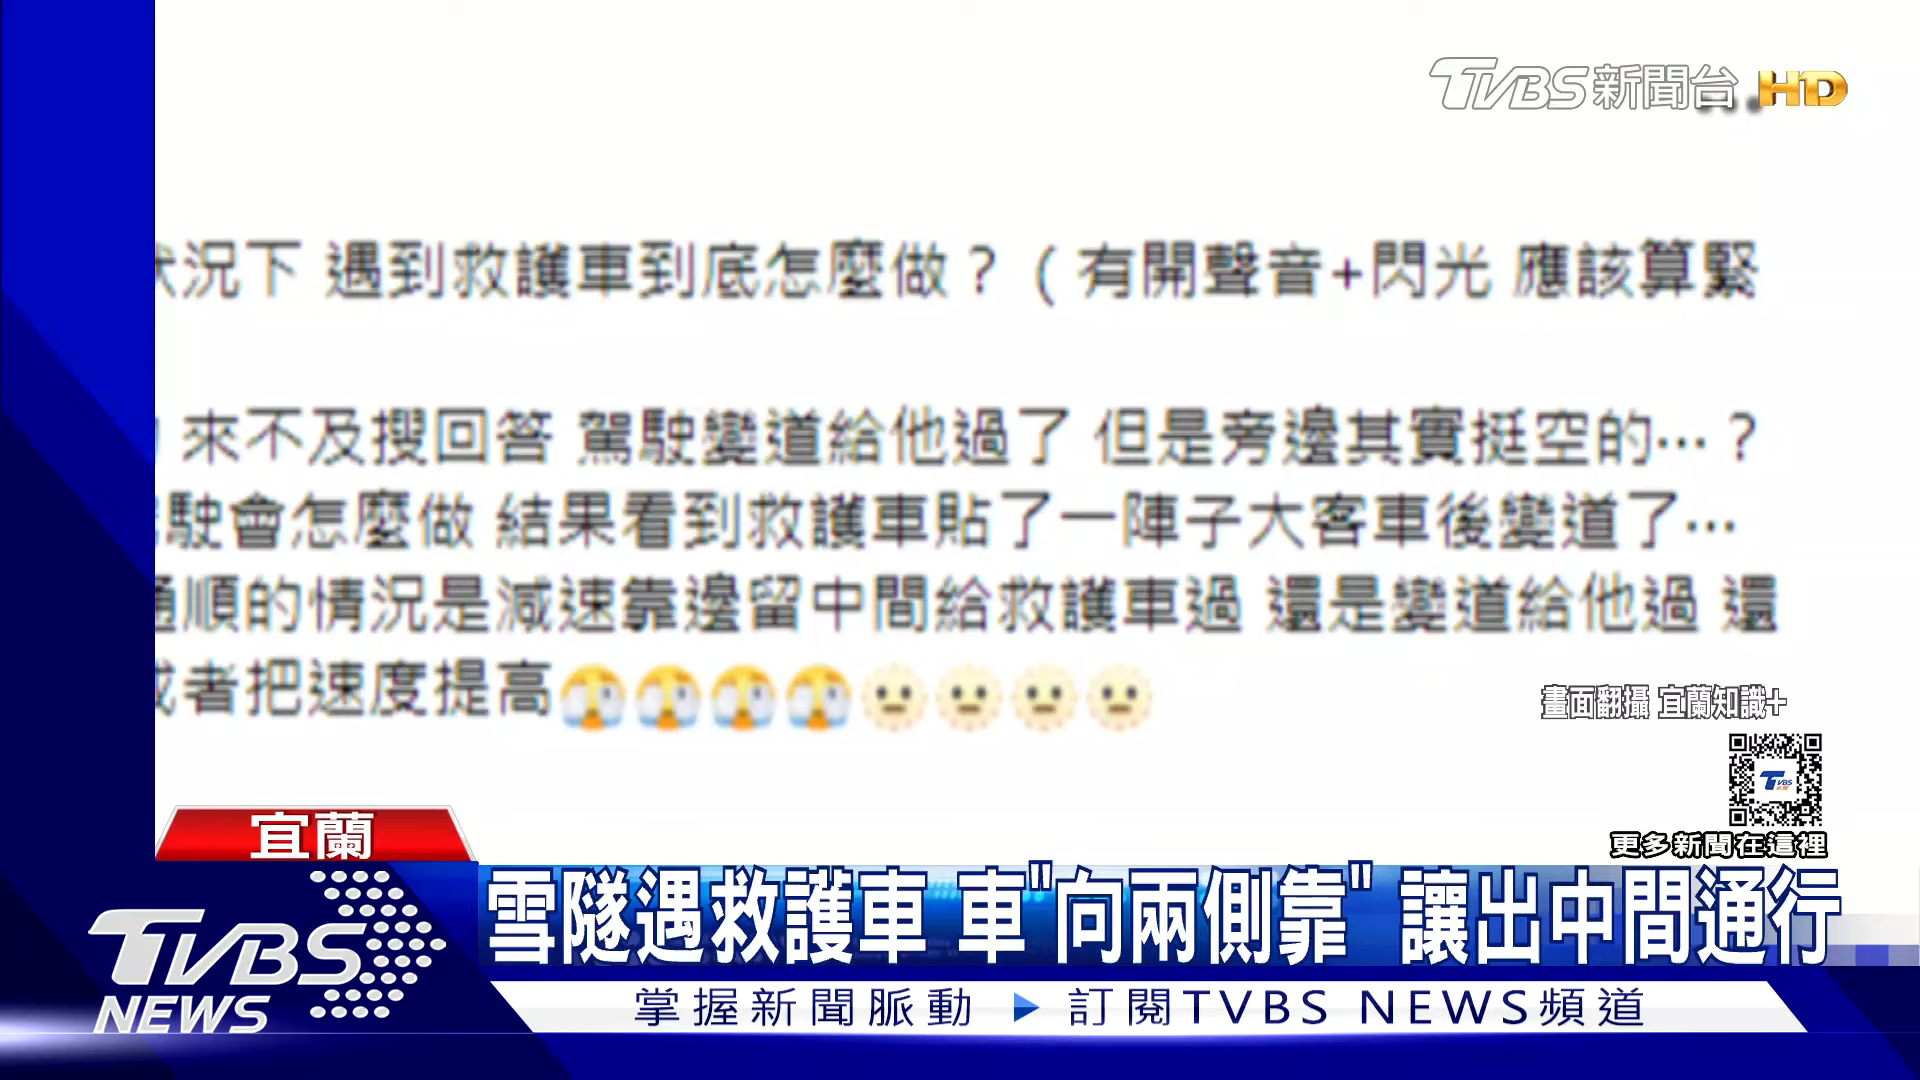 TVBS新聞台 HD
況下 遇到救護車到底怎麼做？（有開聲音+閃光 應該算緊
來不及搜回答 駕駛變道給他過了 但是旁邊其實挺空的…？
駛會怎麼做 結果看到救護車貼了一陣子大客車後變道了…
順的情況是減速靠邊留中間給救護車過 還是變道給他過 還
或者把速度提高
畫面翻攝 宜蘭知識+
TVBS
更多新聞在這裡
宜蘭
雪隧遇救護車 車"向兩側靠" 讓出中間通行
TVBS
NEWS
掌握新聞脈動 ▶ 訂閱TVBS NEWS頻道